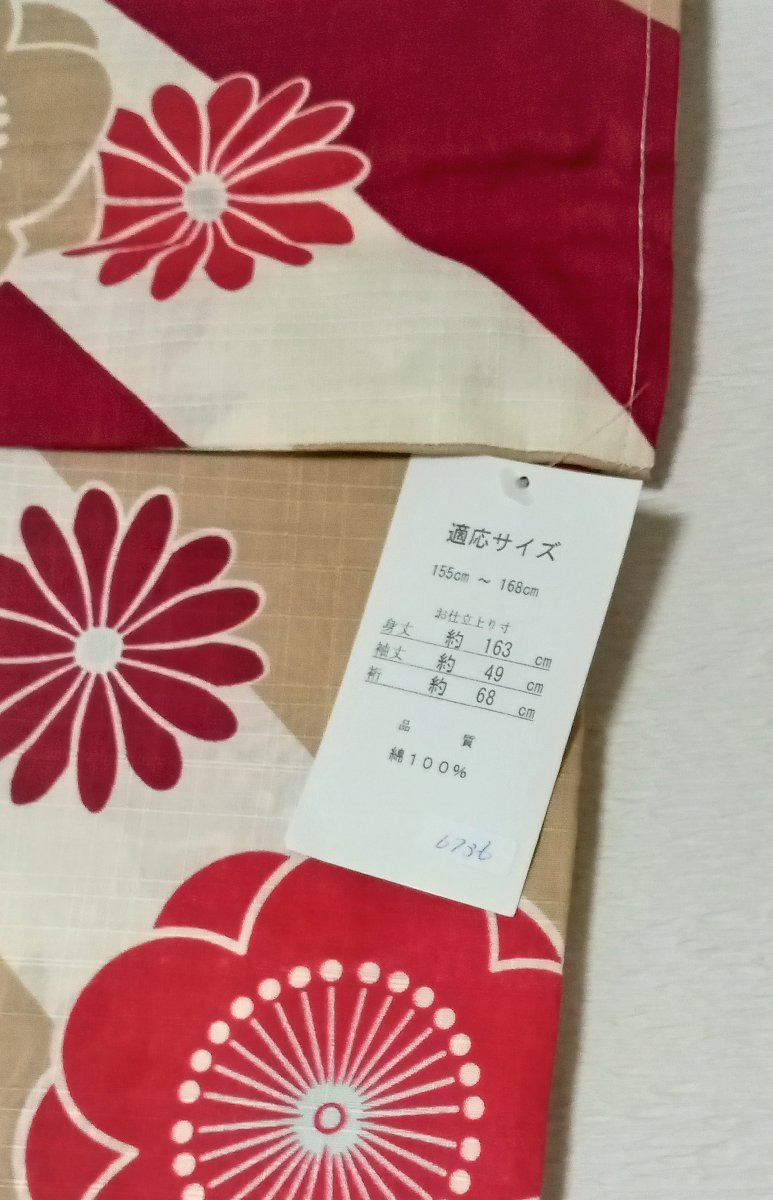 適応サイズ
155cm ～ 168cm
お仕立上り寸
身丈 約 163 cm
袖丈 約 49 cm
裄 約 68 cm
品 質
綿１００％
6736